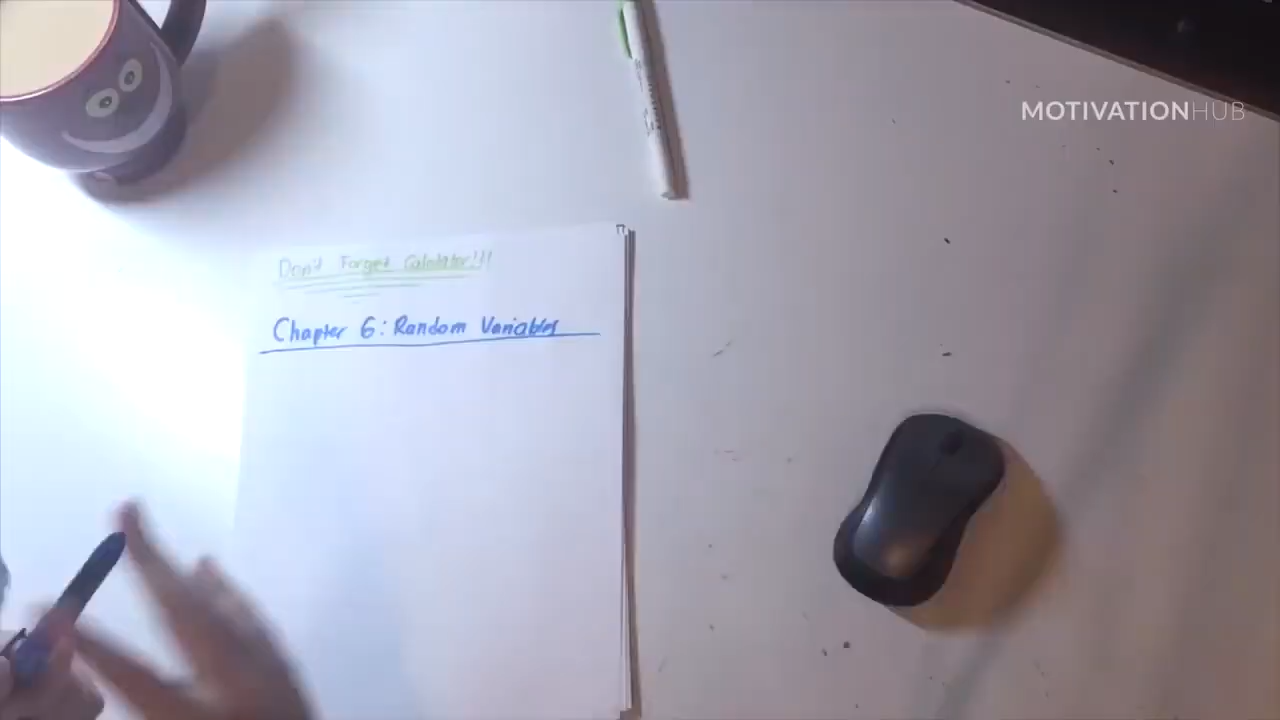 MOTIVATIONHUB
Don't Forget Calculator!!!
Chapter 6: Random Variables